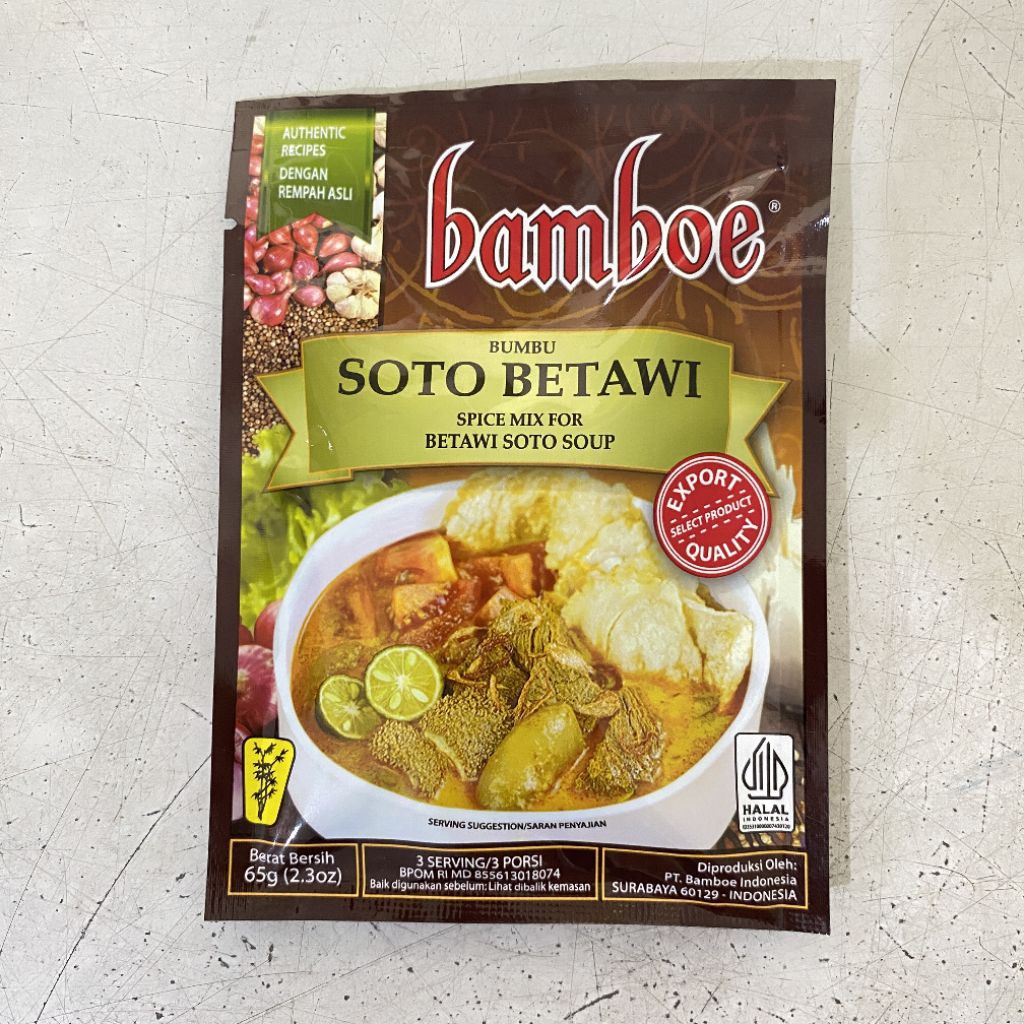 AUTHENTIC
RECIPES
DENGAN
REMPAH ASLI
bamboe®
BUMBU
SOTO BETAWI
SPICE MIX FOR
BETAWI SOTO SOUP
EXPORT
SELECT PRODUCT
QUALITY
HALAL
INDONESIA
SERVING SUGGESTION/SARAN PENYAJIAN
Berat Bersih
65g (2.3oz)
3 SERVING/3 PORSI
BPOM RI MD 855613018074
Baik digunakan sebelum: Lihat dibalik kemasan
Diproduksi Oleh:
PT. Bamboe Indonesia
SURABAYA 60129 - INDONESIA